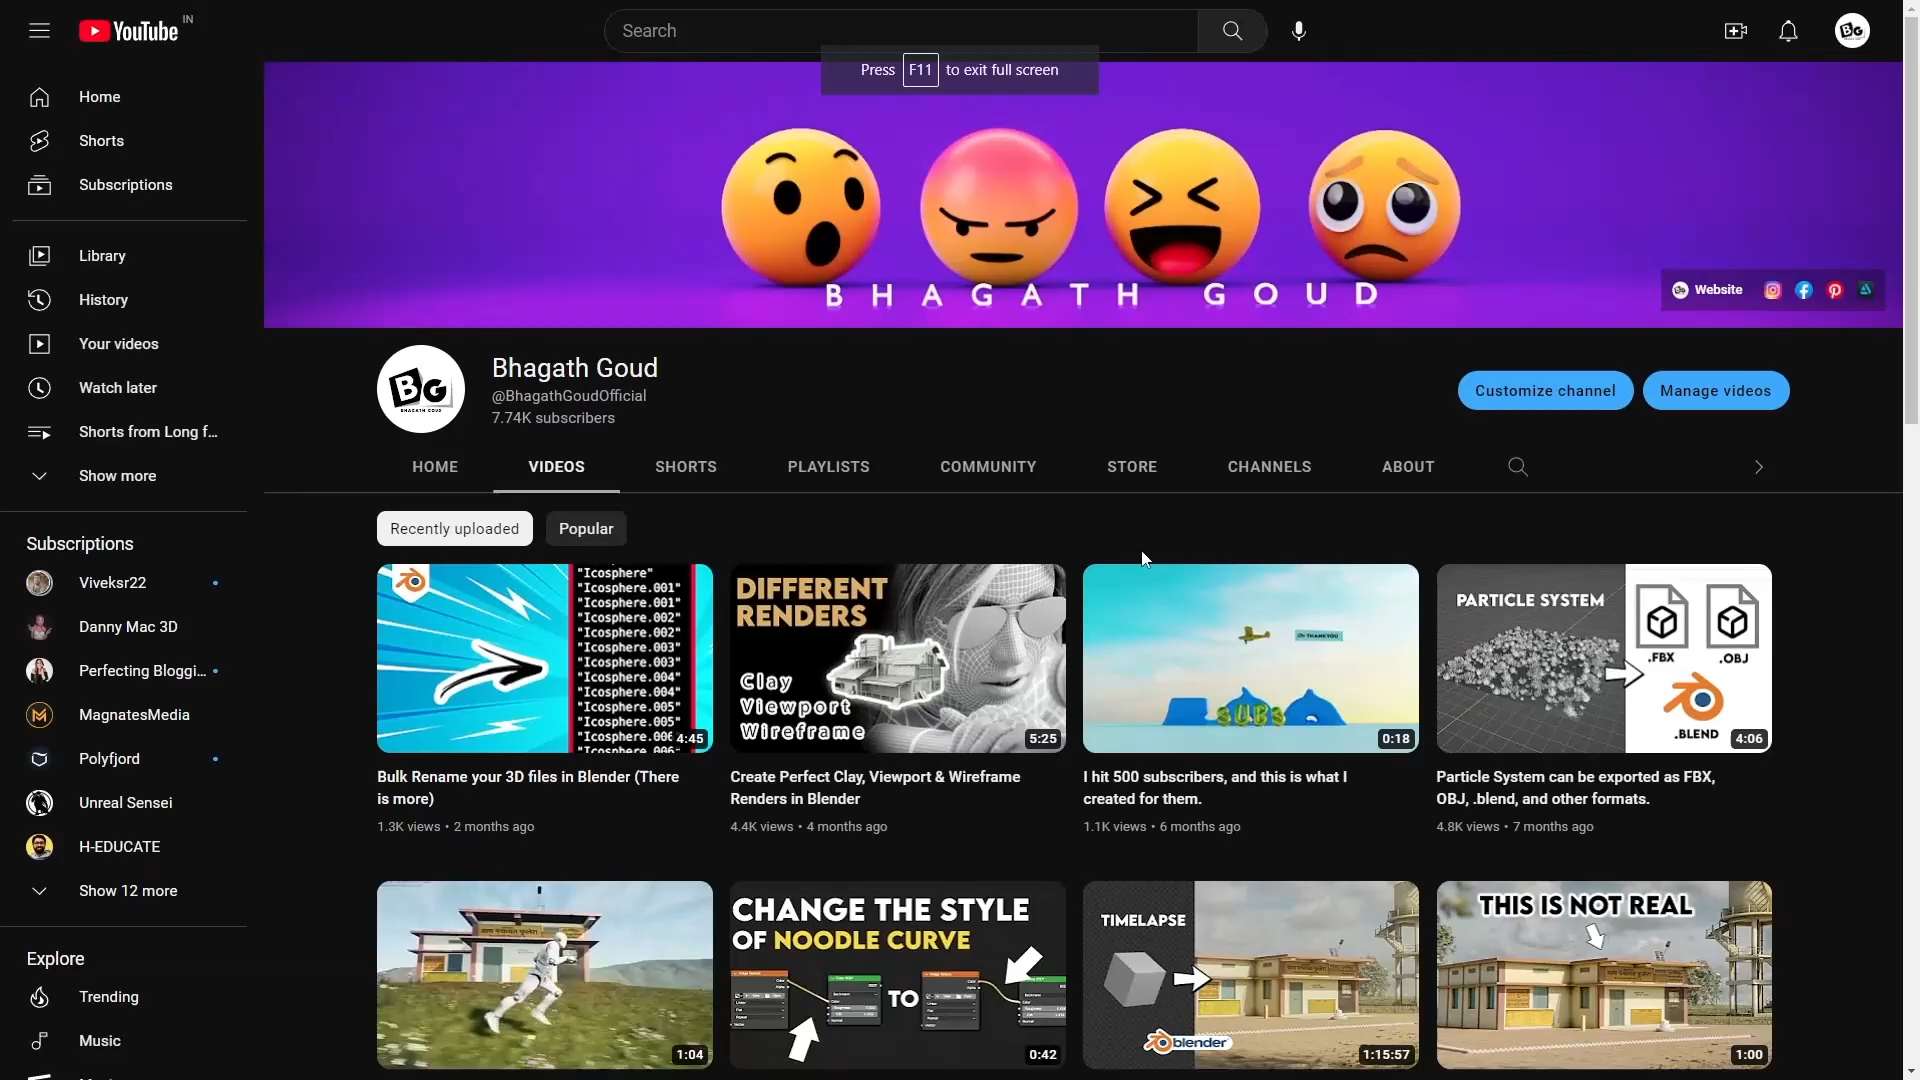 YouTube IN
Search
Press F11 to exit full screen
Home
Shorts
Subscriptions
Library
History
Your videos
Watch later
Shorts from Long f...
Show more
Subscriptions
Viveksr22
Danny Mac 3D
Perfecting Bloggi...
MagnatesMedia
Polyfjord
Unreal Sensei
H-EDUCATE
Show 12 more
Explore
Trending
Music
BHAGATH GOUD
Website
BG
BHAGATH GOUD
Bhagath Goud
@BhagathGoudOfficial
7.74K subscribers
Customize channel
Manage videos
HOME
VIDEOS
SHORTS
PLAYLISTS
COMMUNITY
STORE
CHANNELS
ABOUT
Recently uploaded
Popular
"Icosphere"
"Icosphere.001"
"Icosphere.001"
"Icosphere.002"
"Icosphere.002"
"Icosphere.003"
"Icosphere.003"
"Icosphere.004"
"Icosphere.004"
"Icosphere.005"
"Icosphere.005"
"Icosphere.006
4:45
Bulk Rename your 3D files in Blender (There
is more)
1.3K views • 2 months ago
DIFFERENT
RENDERS
Clay
Viewport
Wireframe
5:25
Create Perfect Clay, Viewport & Wireframe
Renders in Blender
4.4K views • 4 months ago
THANKYOU
SUBS
0:18
I hit 500 subscribers, and this is what I
created for them.
1.1K views • 6 months ago
PARTICLE SYSTEM
.FBX
.OBJ
.BLEND
4:06
Particle System can be exported as FBX,
OBJ, .blend, and other formats.
4.8K views • 7 months ago
1:04
CHANGE THE STYLE
OF NOODLE CURVE
TO
0:42
TIMELAPSE
blender
1:15:57
THIS IS NOT REAL
1:00